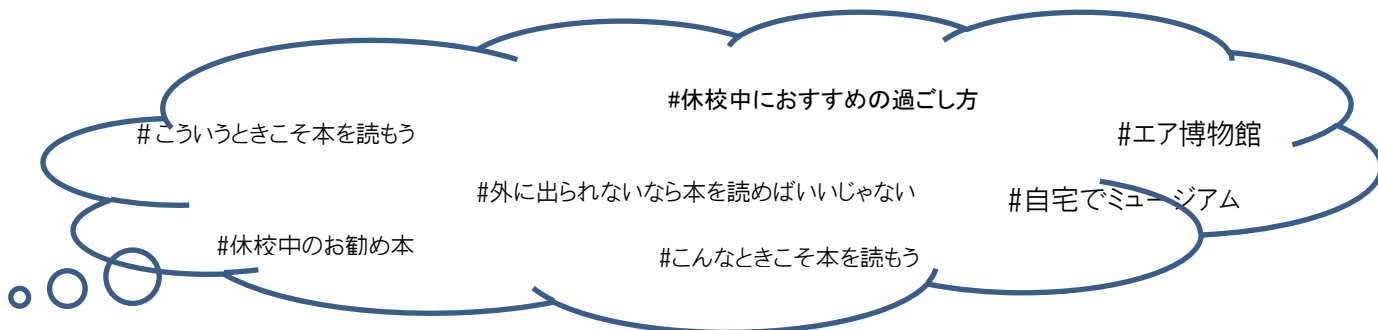 #休校中におすすめの過ごし方
#こういうときこそ本を読もう
#エア博物館
#外に出られないなら本を読めばいいじゃない
#自宅でミュージアム
#休校中のお勧め本
#こんなときこそ本を読もう